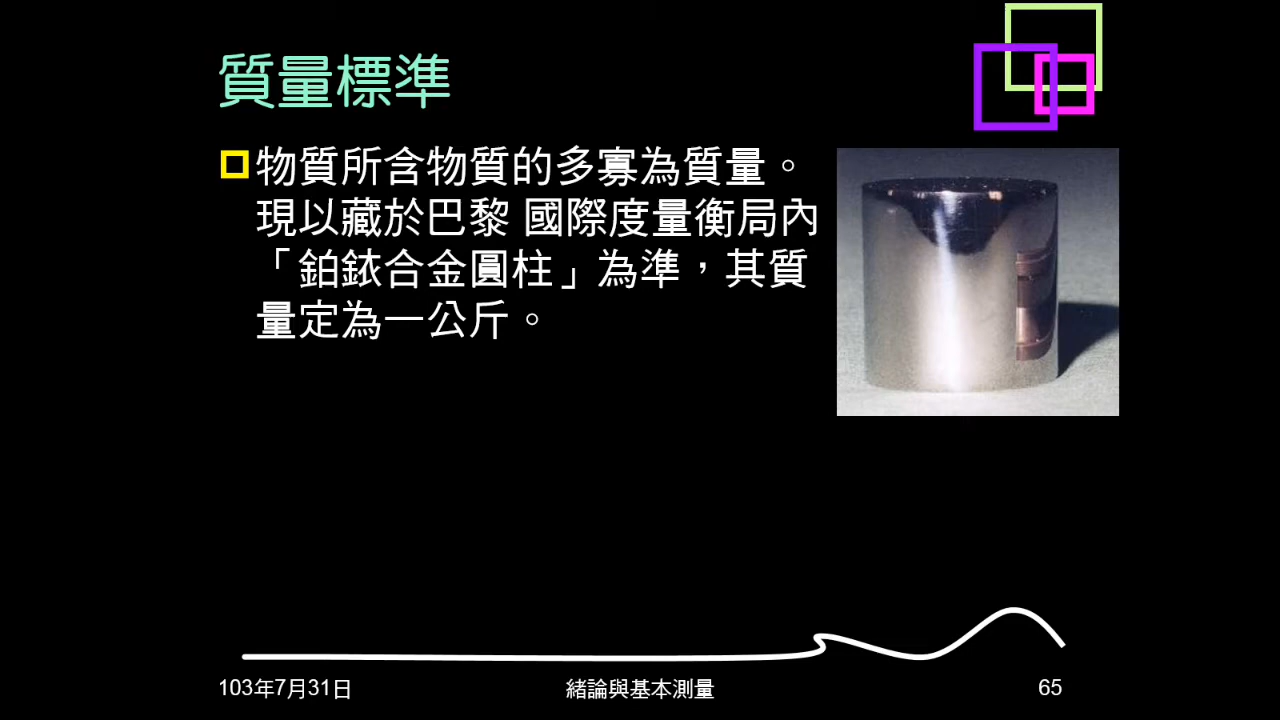 質量標準
物質所含物質的多寡為質量。
現以藏於巴黎 國際度量衡局內
「鉑銥合金圓柱」為準，其質
量定為一公斤。
103年7月31日
緒論與基本測量
65